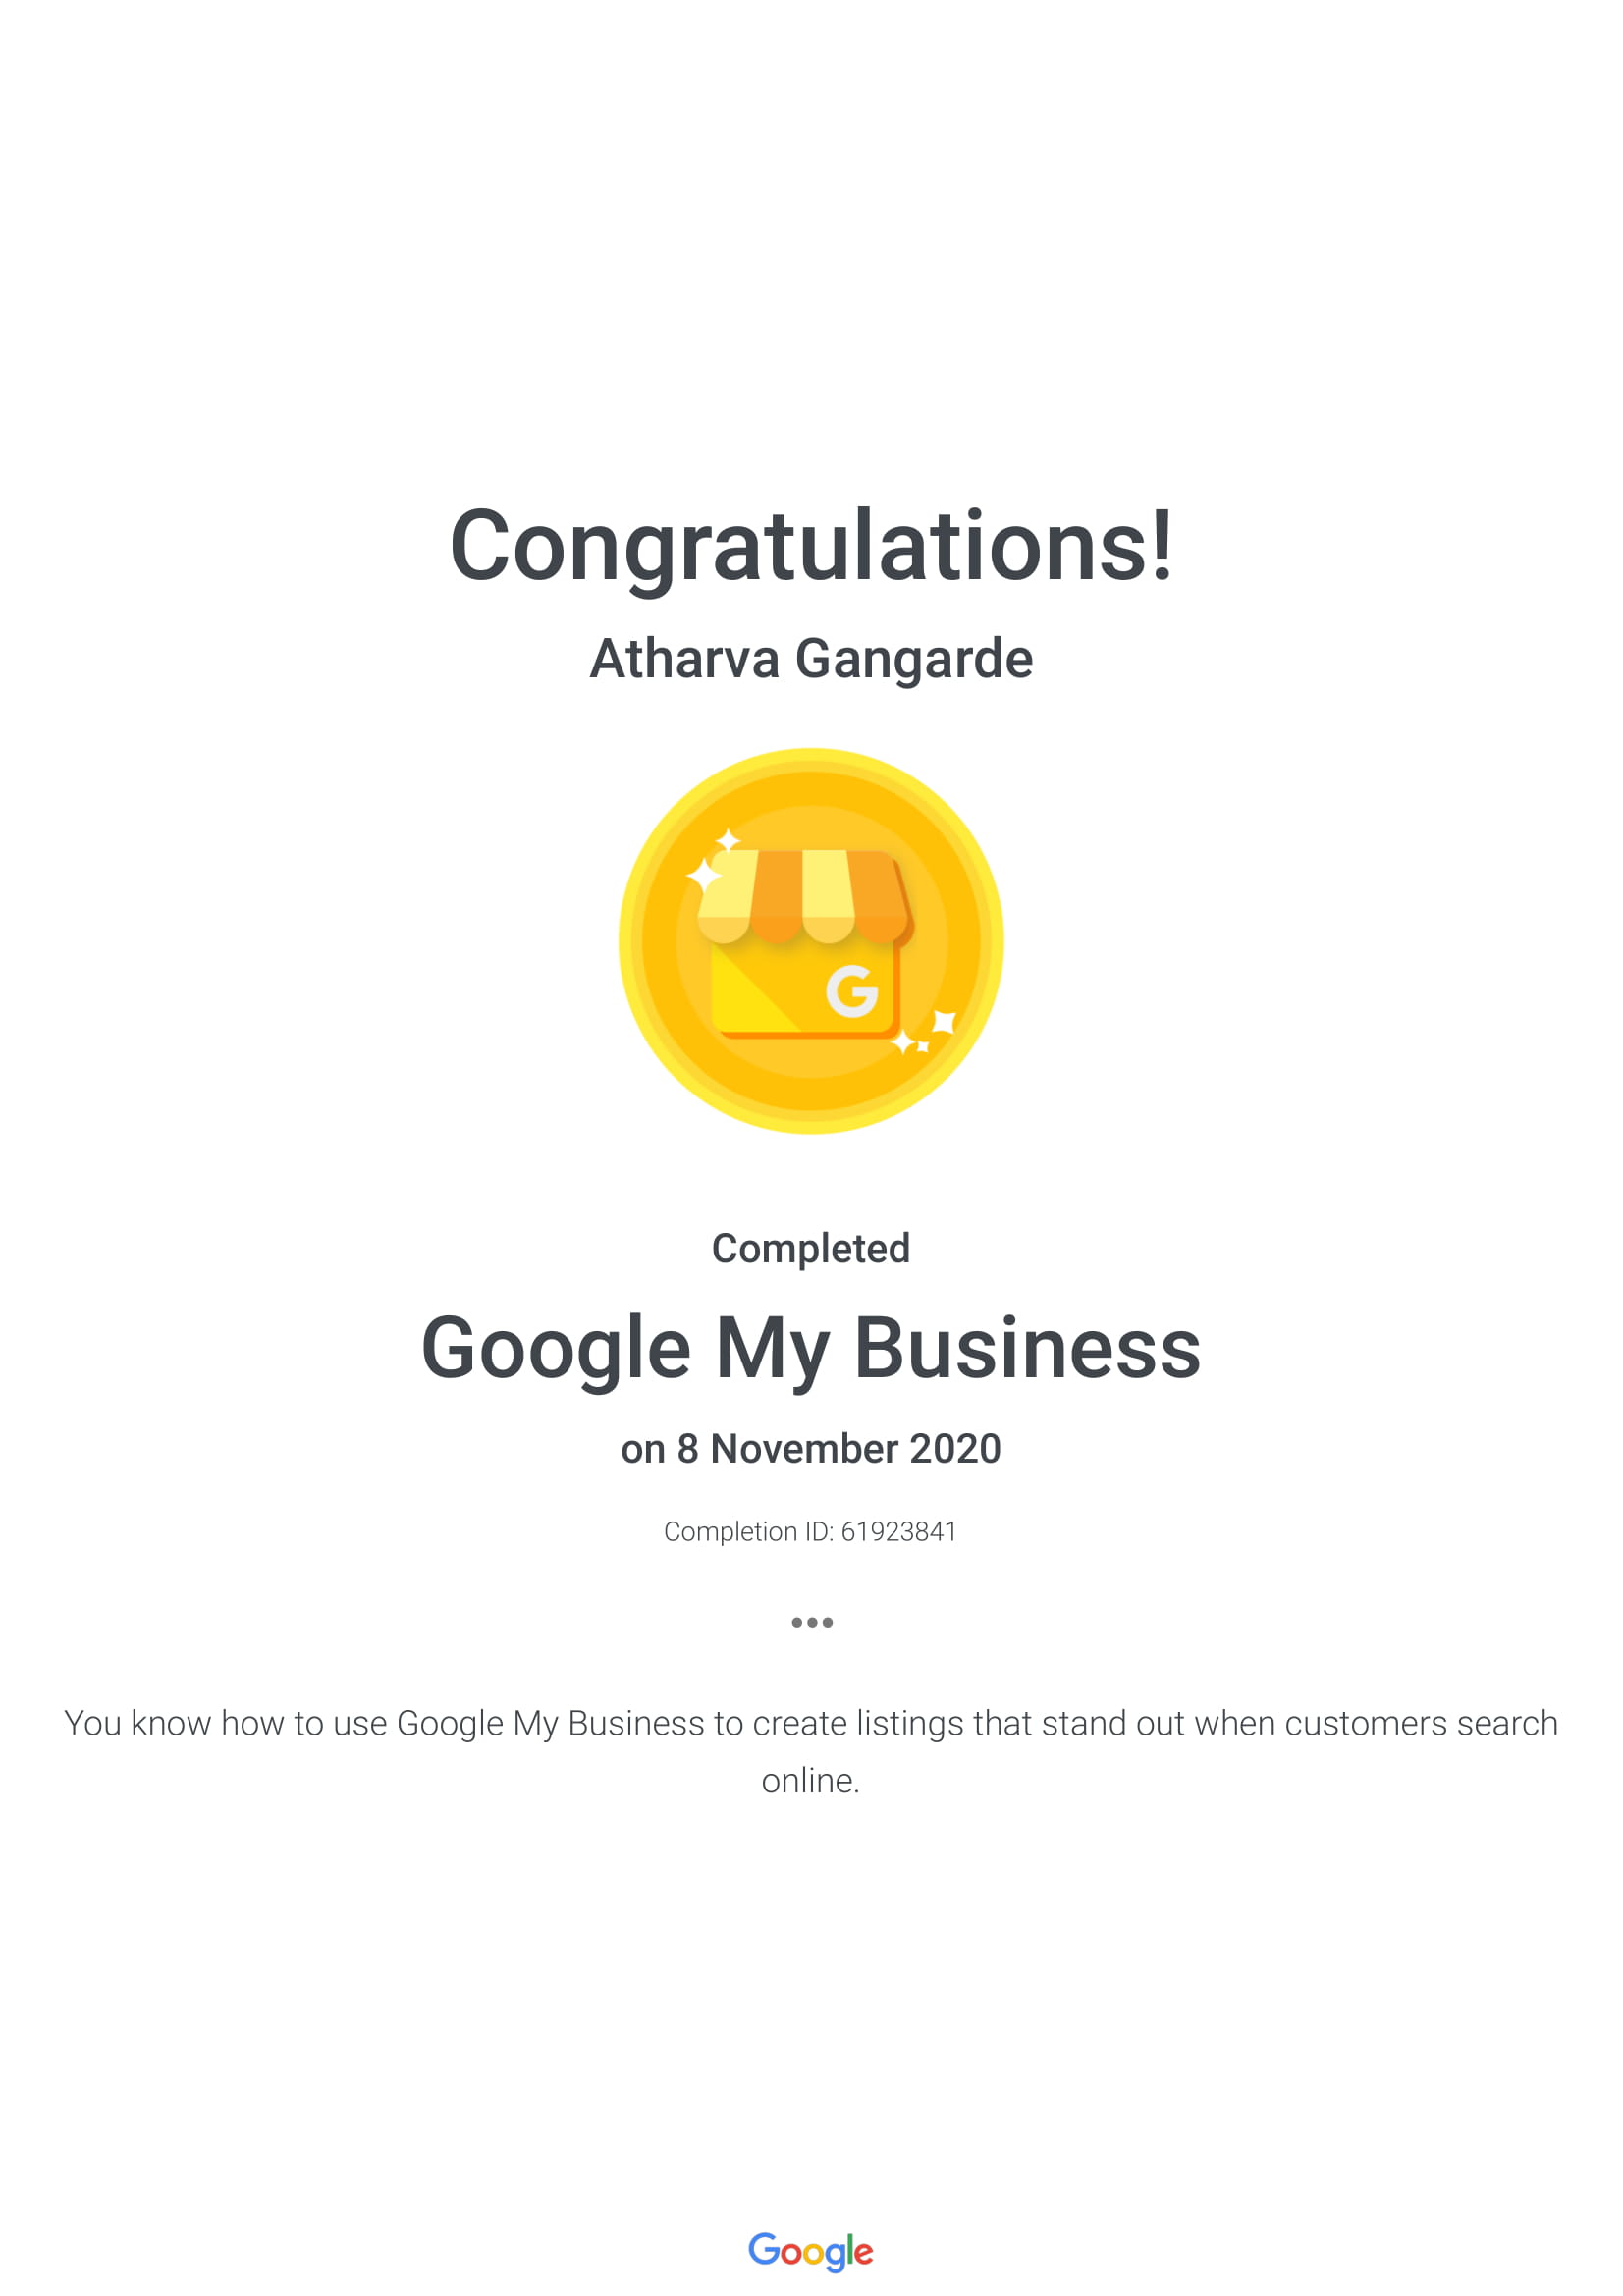 Congratulations!
Atharva Gangarde
G
Completed
Google My Business
on 8 November 2020
Completion ID: 61923841
•••
You know how to use Google My Business to create listings that stand out when customers search
online.
Google